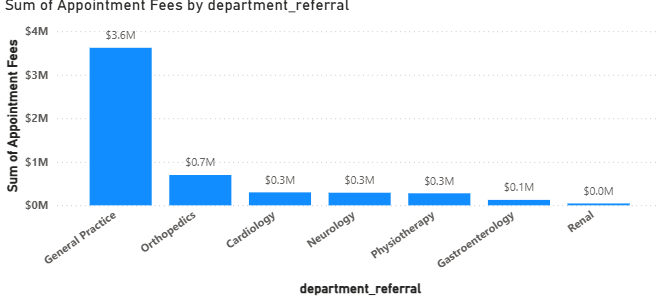 Sum of Appointment Fees by department_referral
Sum of Appointment Fees
$4M
$3M
$2M
$1M
$0M
$3.6M
$0.7M
$0.3M
$0.3M
$0.3M
$0.1M
$0.0M
General Practice
Orthopedics
Cardiology
Neurology
Physiotherapy
Gastroenterology
Renal
department_referral